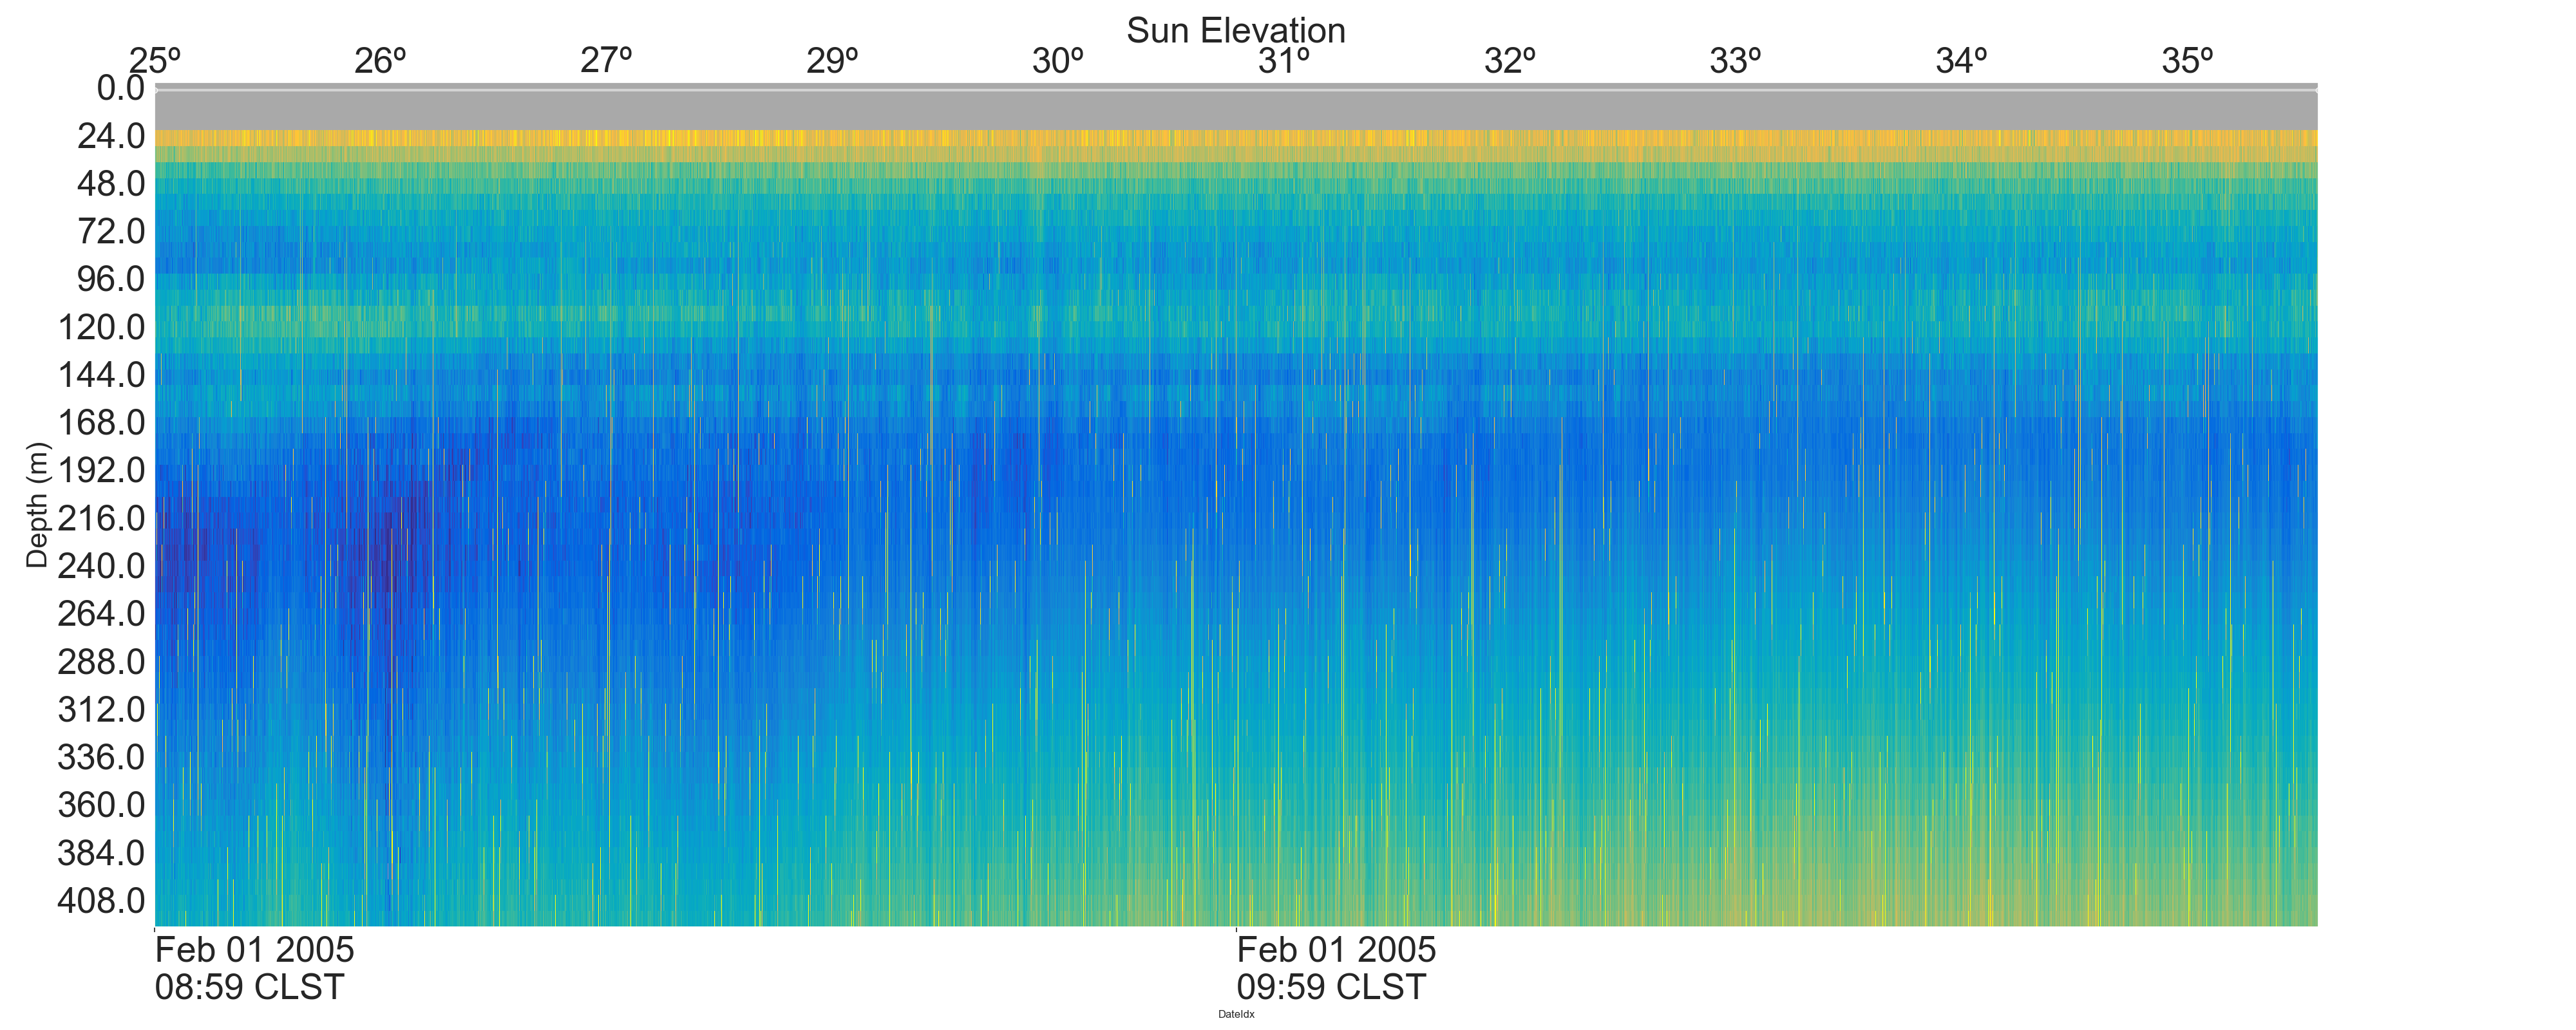 Sun Elevation
25º 26º 27º 29º 30º 31º 32º 33º 34º 35º
0.0
24.0
48.0
72.0
96.0
120.0
144.0
168.0
192.0
216.0
240.0
264.0
288.0
312.0
336.0
360.0
384.0
408.0
Depth (m)
Feb 01 2005
08:59 CLST
Feb 01 2005
09:59 CLST
DateIdx